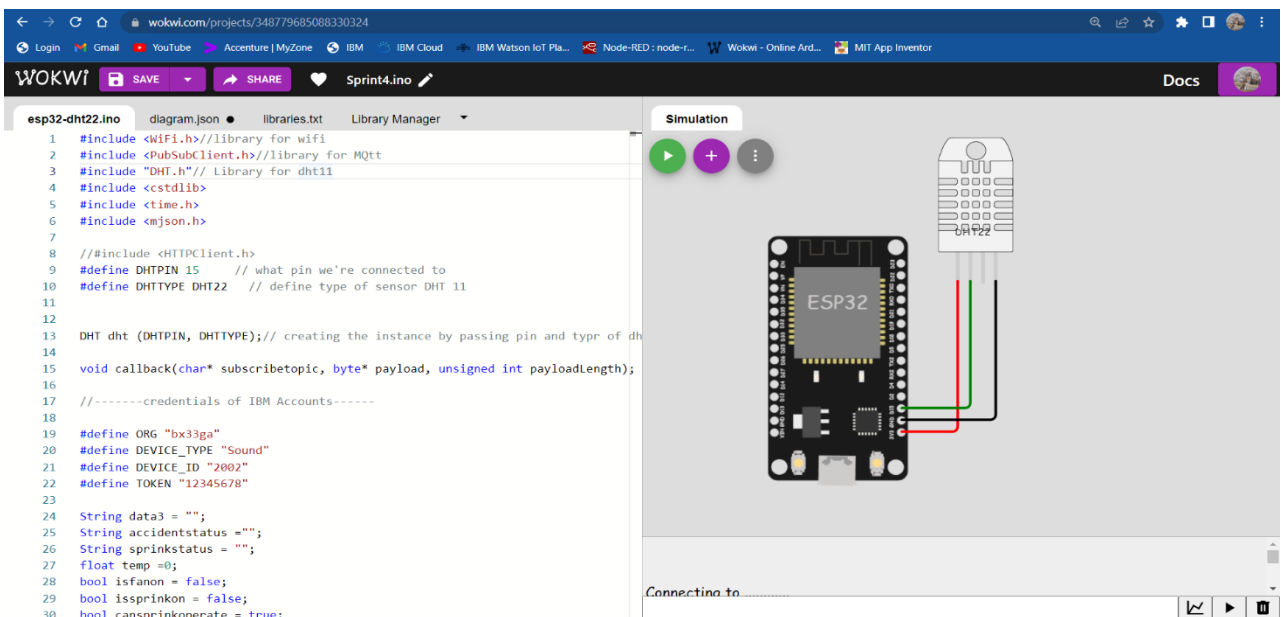 wokwi.com/projects/348779685088330324
Login Gmail YouTube Accenture | MyZone IBM IBM Cloud IBM Watson IoT Pla... Node-RED : node-r... Wokwi - Online Ard... MIT App Inventor
WOKWi SAVE SHARE Sprint4.ino Docs
esp32-dht22.ino diagram.json ● libraries.txt Library Manager
1 #include <WiFi.h>//library for wifi
2 #include <PubSubClient.h>//library for MQtt
3 #include "DHT.h"// Library for dht11
4 #include <cstdlib>
5 #include <time.h>
6 #include <mjson.h>
7
8 //#include <HTTPClient.h>
9 #define DHTPIN 15 // what pin we're connected to
10 #define DHTTYPE DHT22 // define type of sensor DHT 11
11
12
13 DHT dht (DHTPIN, DHTTYPE);// creating the instance by passing pin and typr of dh
14
15 void callback(char* subscribetopic, byte* payload, unsigned int payloadLength);
16
17 //-------credentials of IBM Accounts------
18
19 #define ORG "bx33ga"
20 #define DEVICE_TYPE "Sound"
21 #define DEVICE_ID "2002"
22 #define TOKEN "12345678"
23
24 String data3 = "";
25 String accidentstatus ="";
26 String sprinkstatus = "";
27 float temp =0;
28 bool isfanon = false;
29 bool issprinkon = false;
30 bool cansprinkoperate = true;
Simulation
DHT22
ESP32
Connecting to ............